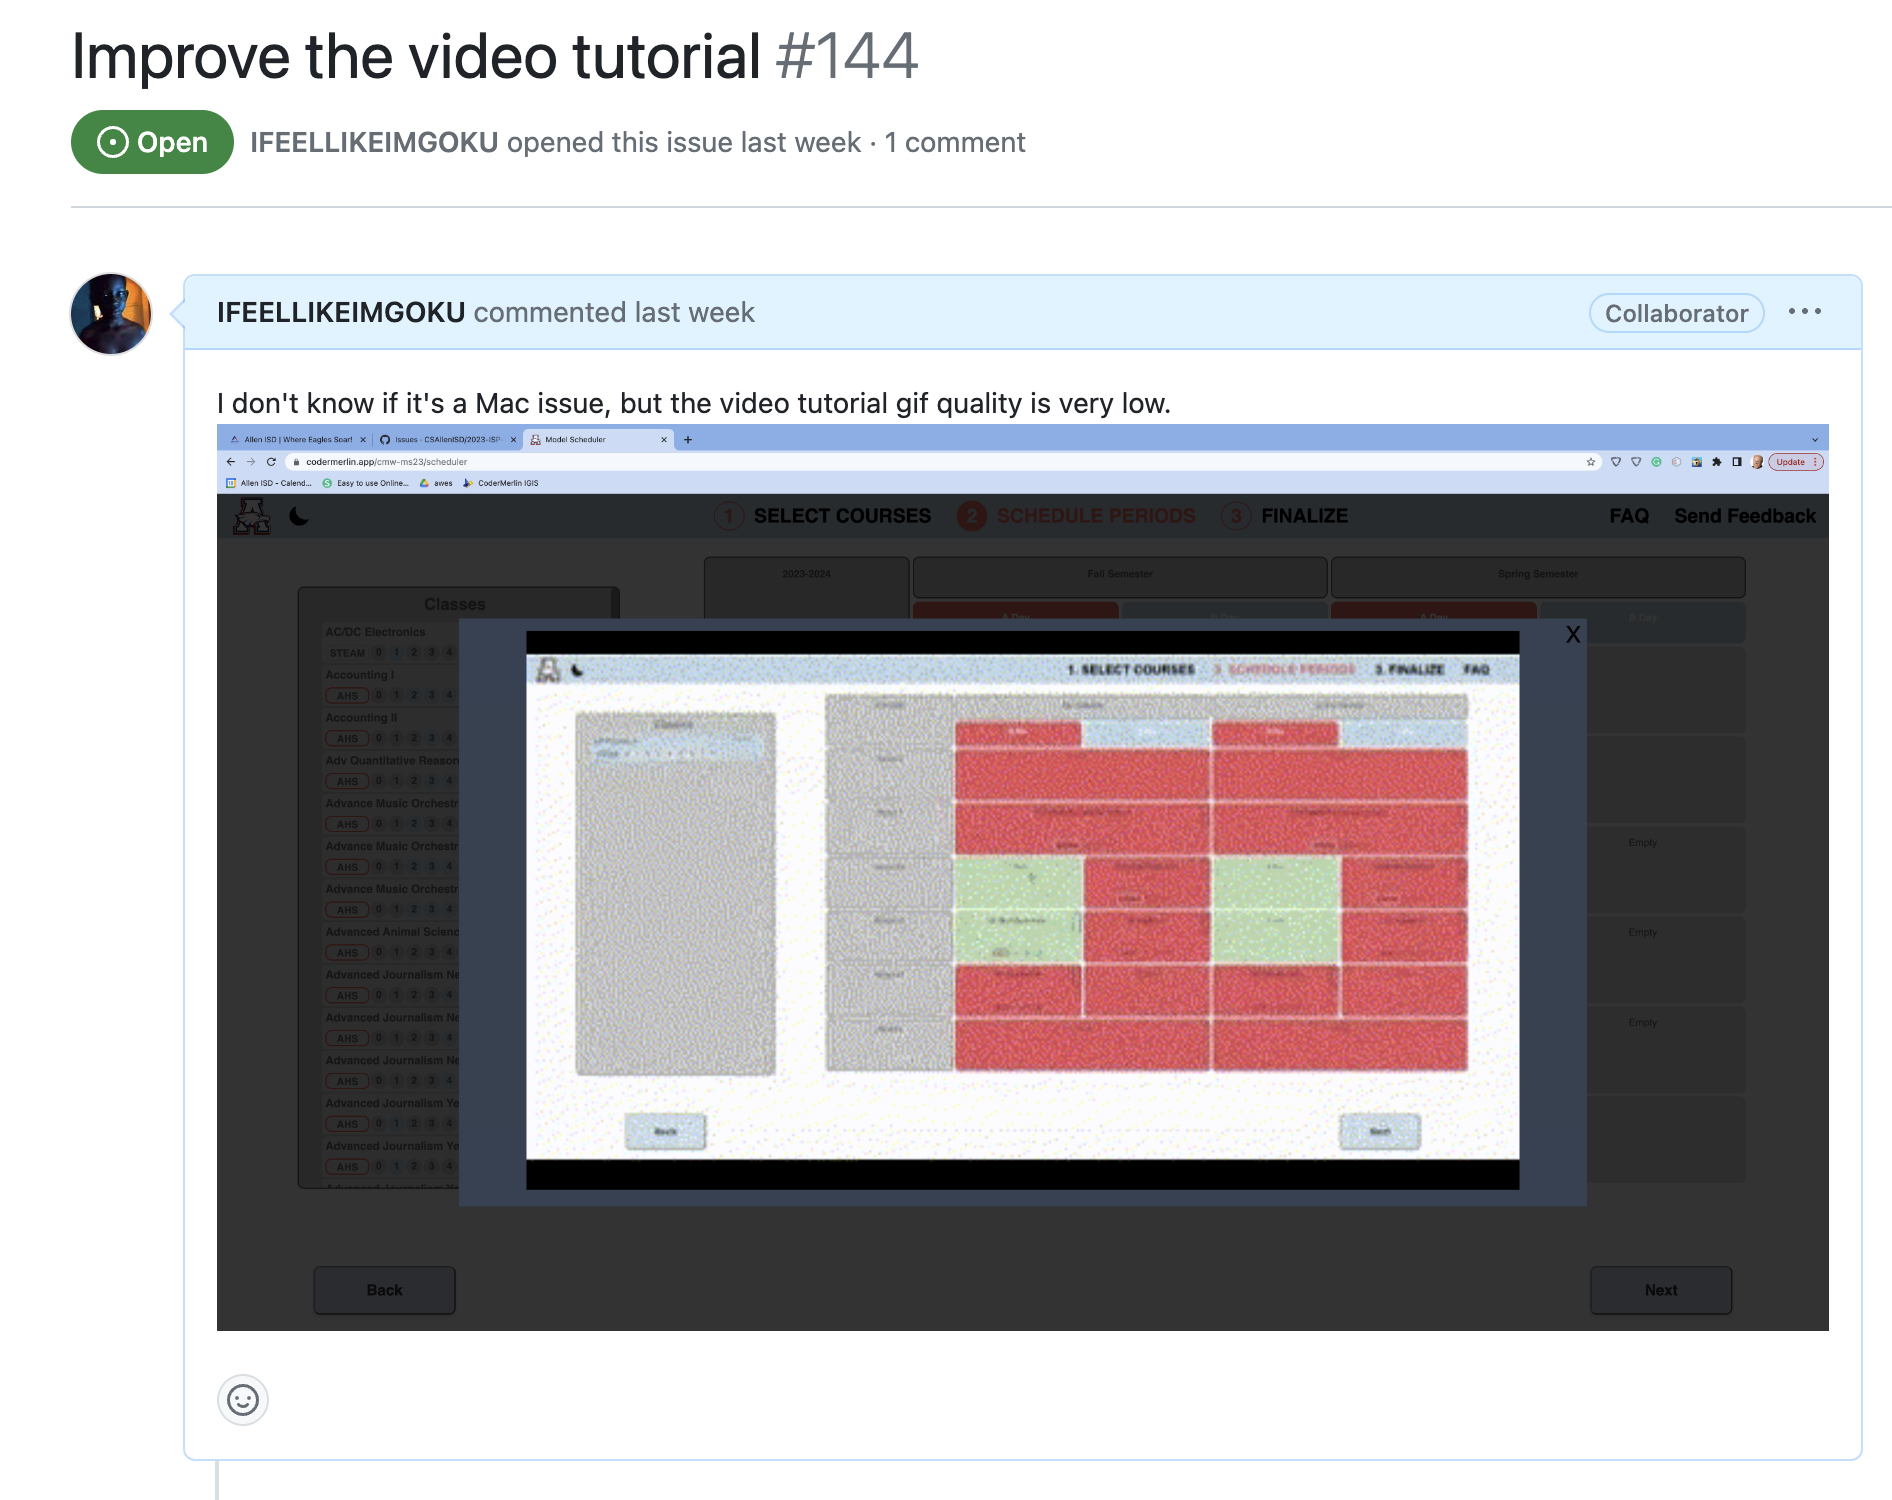 Improve the video tutorial #144
Open
IFEELLIKEIMGOKU opened this issue last week · 1 comment
IFEELLIKEIMGOKU commented last week
Collaborator
I don't know if it's a Mac issue, but the video tutorial gif quality is very low.
Allen ISD | Where Eagles Soar!
Issues · CSAllenISD/2023-ISP-
Model Scheduler
codermerlin.app/cmw-ms23/scheduler
Update
Allen ISD - Calend...
Easy to use Online...
awes
CoderMerlin IGIS
1 SELECT COURSES
2 SCHEDULE PERIODS
3 FINALIZE
FAQ
Send Feedback
2023-2024
Fall Semester
Spring Semester
A Day
B Day
A Day
B Day
Classes
AC/DC Electronics
STEAM 0 1 2 3 4
Accounting I
AHS 0 1 2 3 4
Accounting II
AHS 0 1 2 3 4
Adv Quantitative Reason
AHS 0 1 2 3 4
Advance Music Orchestr
AHS 0 1 2 3 4
Advance Music Orchestr
AHS 0 1 2 3 4
Advance Music Orchestr
AHS 0 1 2 3 4
Advanced Animal Scienc
AHS 0 1 2 3 4
Advanced Journalism Ne
AHS 0 1 2 3 4
Advanced Journalism Ne
AHS 0 1 2 3 4
Advanced Journalism Ne
AHS 0 1 2 3 4
Advanced Journalism Ye
AHS 0 1 2 3 4
Advanced Journalism Ye
AHS 0 1 2 3 4
X
1. SELECT COURSES
2. SCHEDULE PERIODS
3. FINALIZE
FAQ
Back
Next
Empty
Empty
Empty
Back
Next